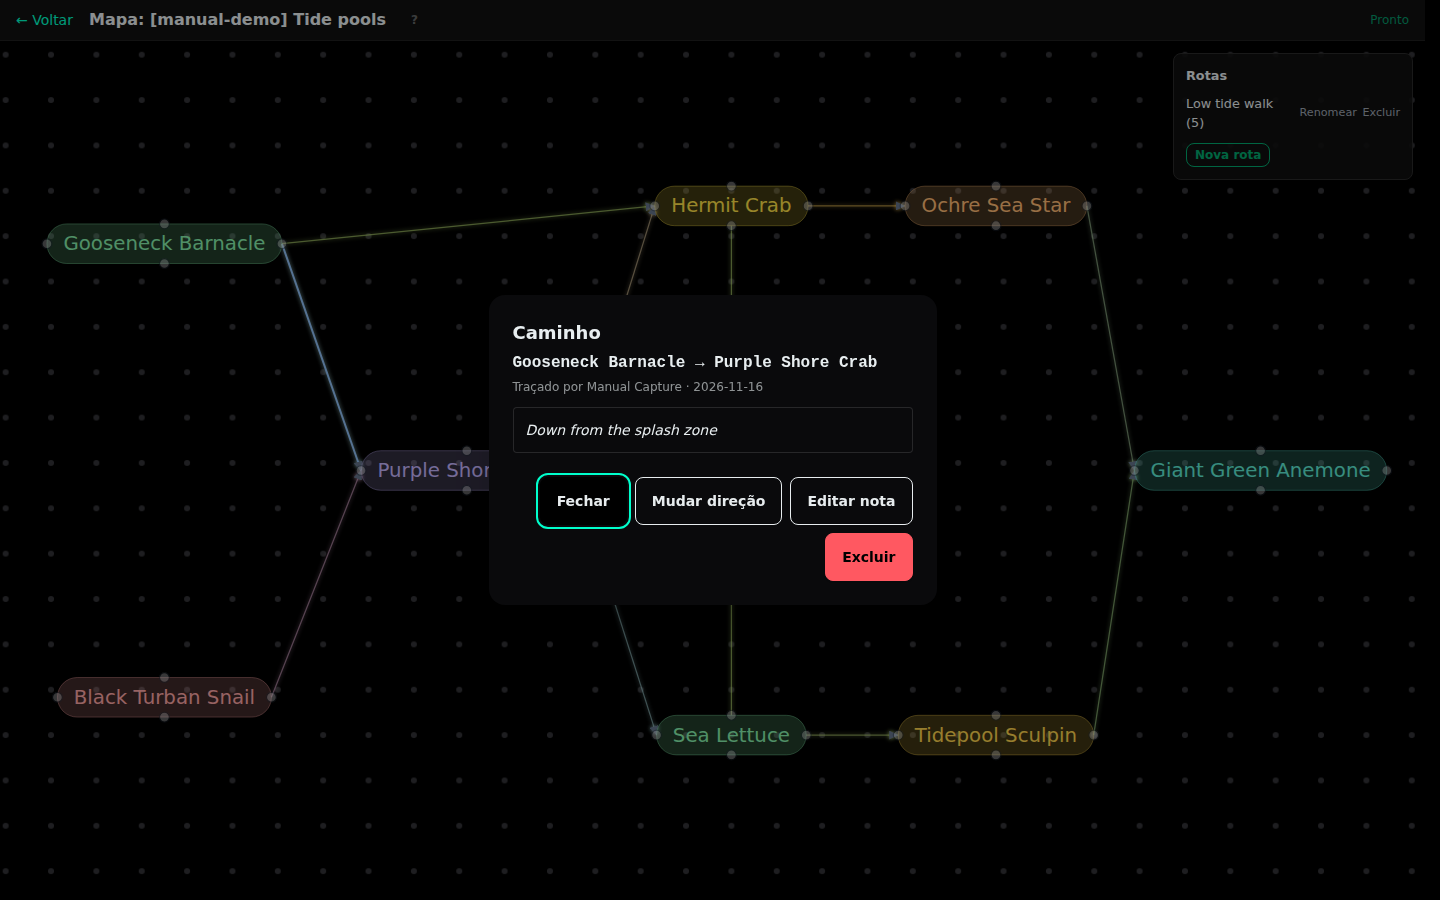 ← Voltar Mapa: [manual-demo] Tide pools ? Pronto
Rotas
Low tide walk
(5)
Renomear Excluir
Nova rota
Hermit Crab
Ochre Sea Star
Gooseneck Barnacle
Caminho
Gooseneck Barnacle → Purple Shore Crab
Traçado por Manual Capture · 2026-11-16
Down from the splash zone
Fechar Mudar direção Editar nota
Excluir
Purple Shor
Giant Green Anemone
Black Turban Snail
Sea Lettuce
Tidepool Sculpin